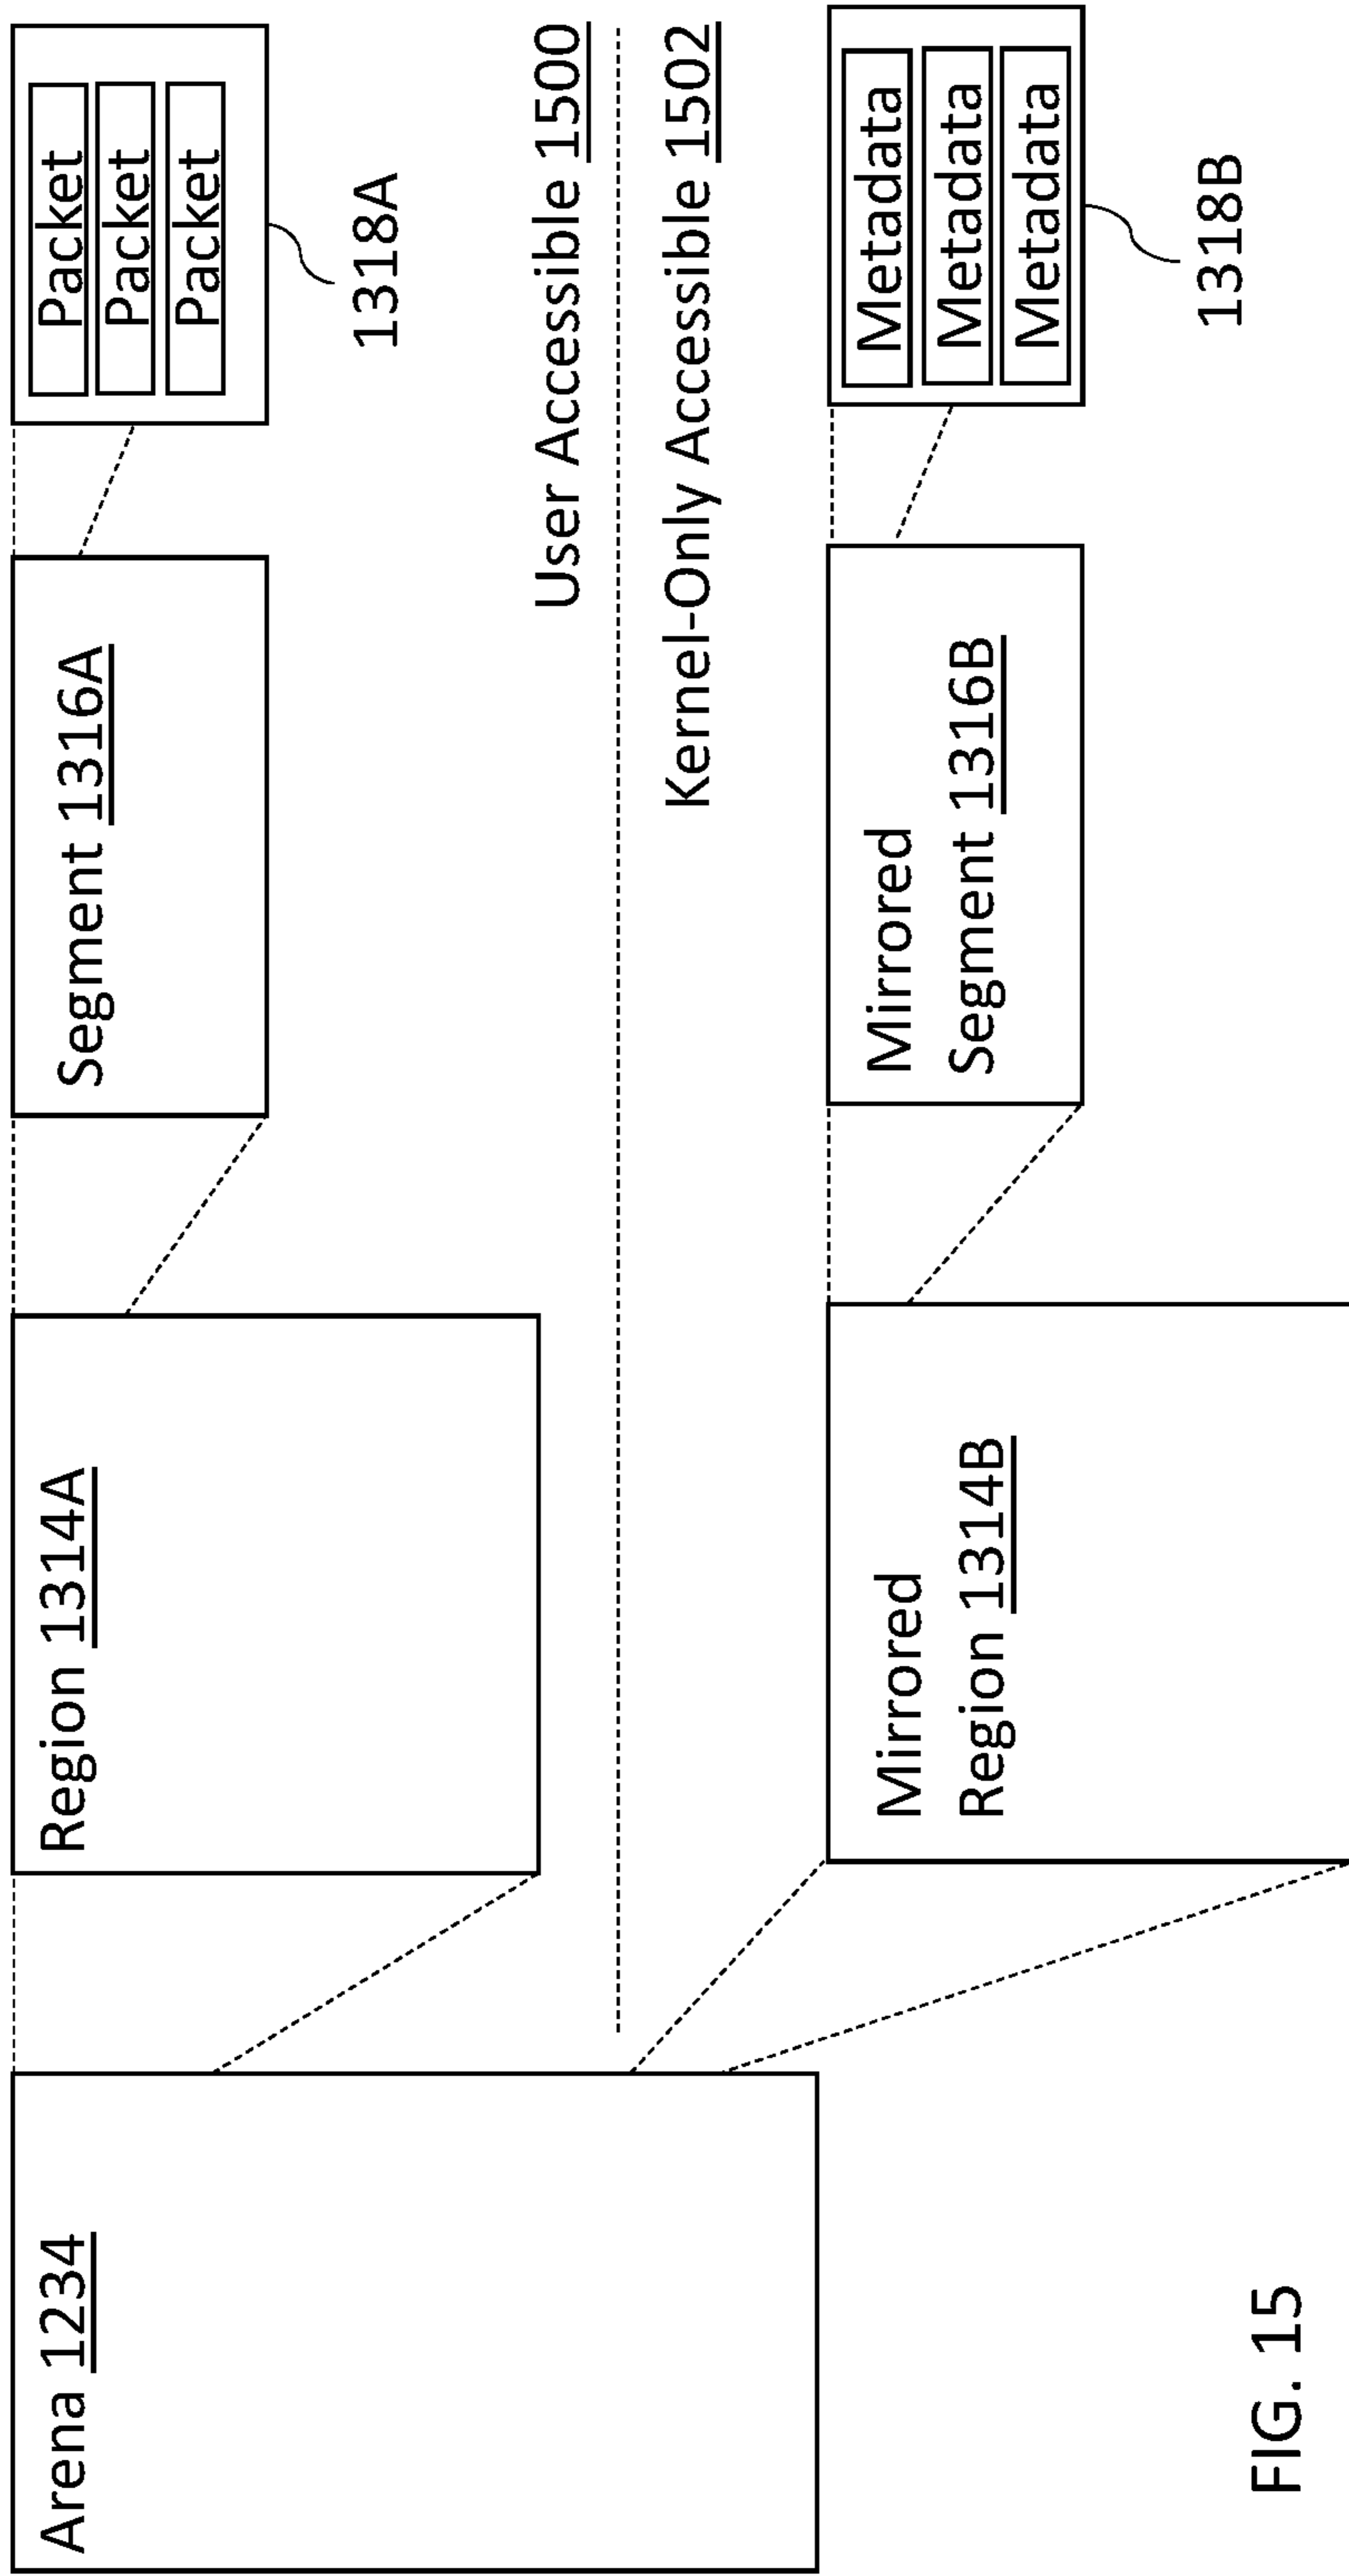 Arena 1234
Region 1314A
Segment 1316A
Packet
Packet
Packet
1318A
User Accessible 1500
Kernel-Only Accessible 1502
Mirrored
Region 1314B
Mirrored
Segment 1316B
Metadata
Metadata
Metadata
1318B
FIG. 15